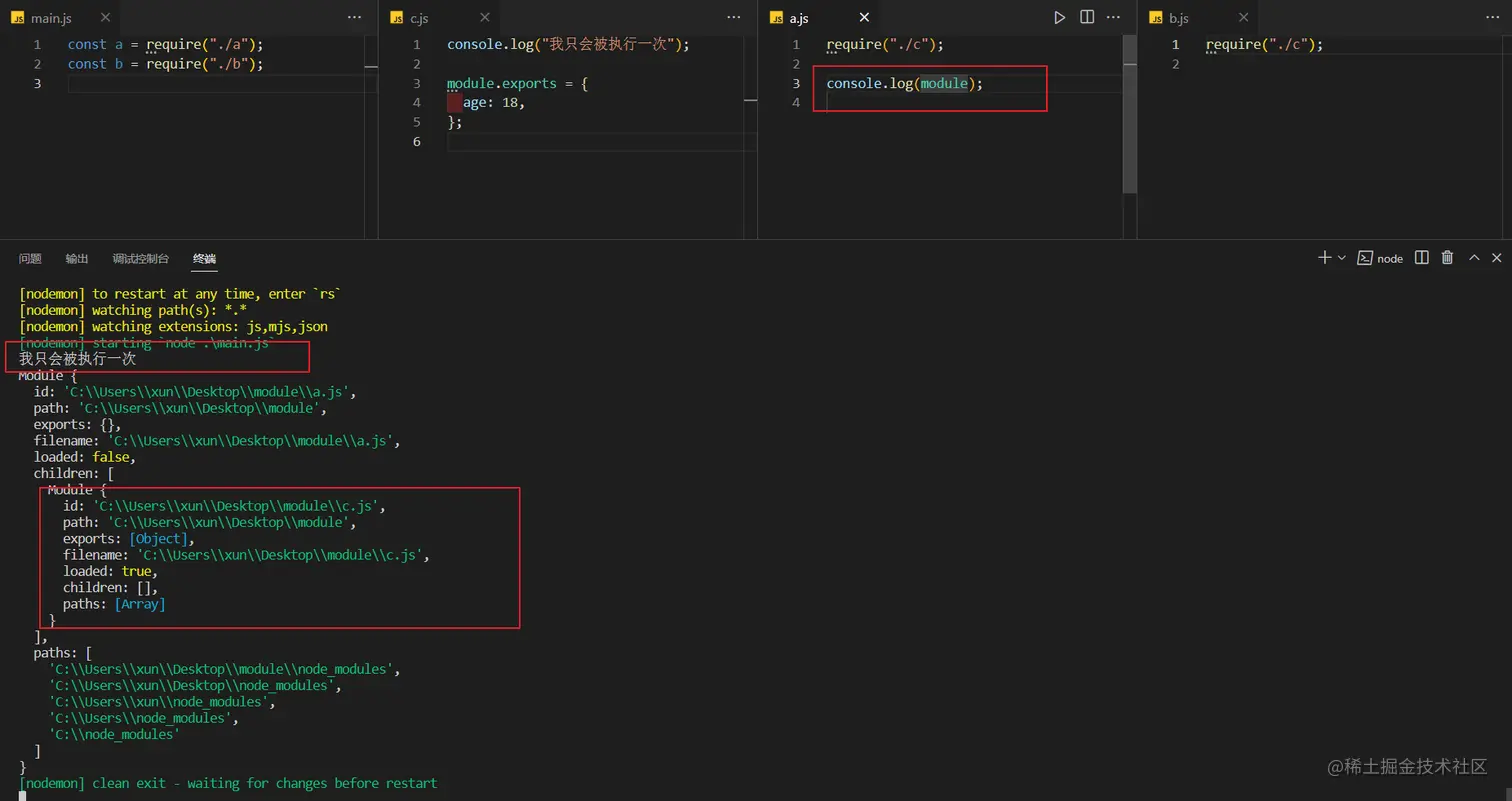 main.js
1 const a = require("./a");
2 const b = require("./b");
3
c.js
1 console.log("我只会被执行一次");
2
3 module.exports = {
4   age: 18,
5 };
6
a.js
1 require("./c");
2
3 console.log(module);
4
b.js
1 require("./c");
2
问题 输出 调试控制台 终端
node
[nodemon] to restart at any time, enter `rs`
[nodemon] watching path(s): *.*
[nodemon] watching extensions: js,mjs,json
[nodemon] starting `node .\main.js`
我只会被执行一次
Module {
  id: 'C:\\Users\\xun\\Desktop\\module\\a.js',
  path: 'C:\\Users\\xun\\Desktop\\module',
  exports: {},
  filename: 'C:\\Users\\xun\\Desktop\\module\\a.js',
  loaded: false,
  children: [
    Module {
      id: 'C:\\Users\\xun\\Desktop\\module\\c.js',
      path: 'C:\\Users\\xun\\Desktop\\module',
      exports: [Object],
      filename: 'C:\\Users\\xun\\Desktop\\module\\c.js',
      loaded: true,
      children: [],
      paths: [Array]
    }
  ],
  paths: [
    'C:\\Users\\xun\\Desktop\\module\\node_modules',
    'C:\\Users\\xun\\Desktop\\node_modules',
    'C:\\Users\\xun\\node_modules',
    'C:\\Users\\node_modules',
    'C:\\node_modules'
  ]
}
[nodemon] clean exit - waiting for changes before restart
@稀土掘金技术社区